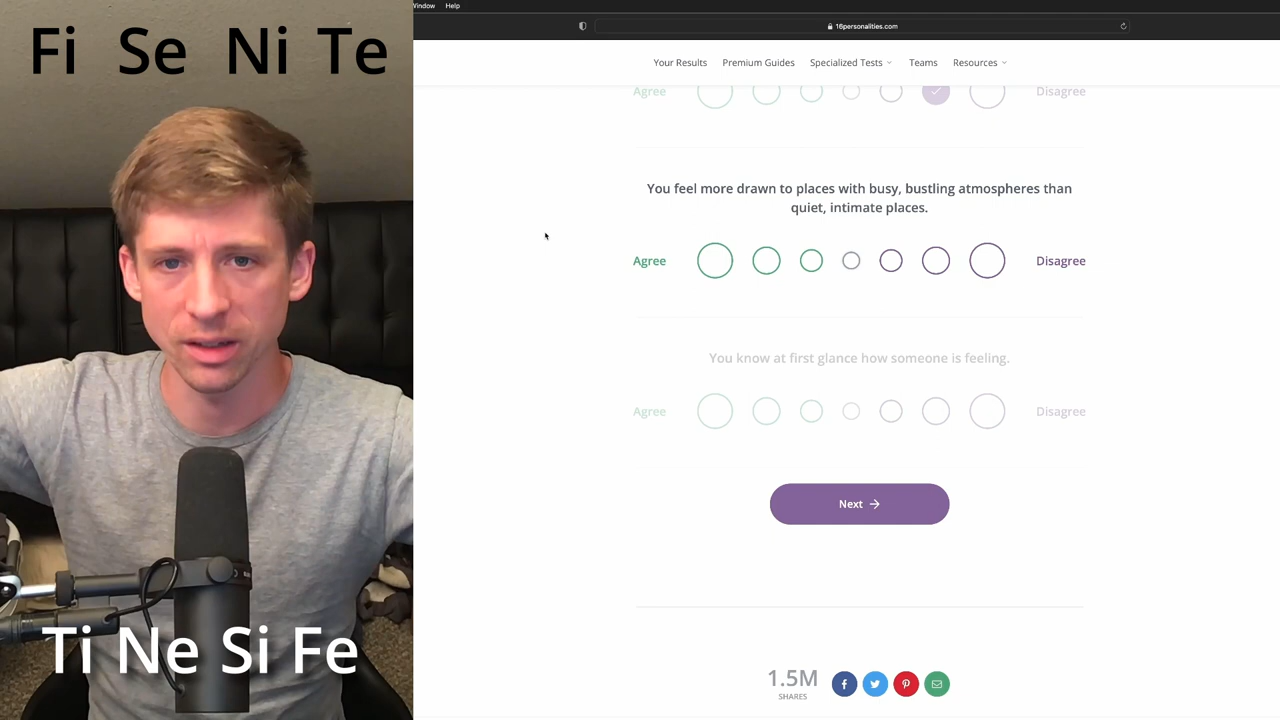 Fi Se Ni Te
Ti Ne Si Fe
Window Help
16personalities.com
Your Results Premium Guides Specialized Tests Teams Resources
Agree Disagree
You feel more drawn to places with busy, bustling atmospheres than
quiet, intimate places.
Agree Disagree
You know at first glance how someone is feeling.
Agree Disagree
Next
1.5M
SHARES